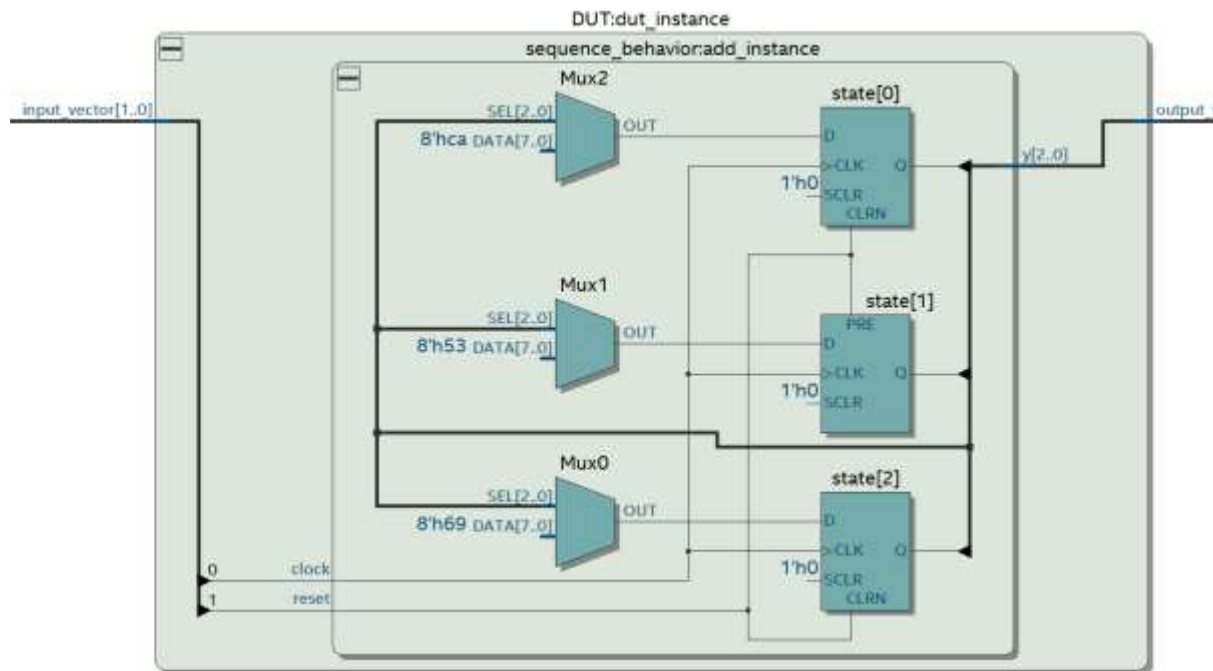 DUT:dut_instance
sequence_behavior:add_instance
input_vector[1..0]
Mux2
SEL[2..0]
8'hca DATA[7..0]
OUT
state[0]
D
>CLK Q
1'h0
SCLR
CLRN
y[2..0]
Mux1
SEL[2..0]
8'h53 DATA[7..0]
OUT
state[1]
PRE
D
>CLK Q
1'h0
SCLR
Mux0
SEL[2..0]
8'h69 DATA[7..0]
OUT
state[2]
D
>CLK Q
1'h0
SCLR
CLRN
0 clock
1 reset